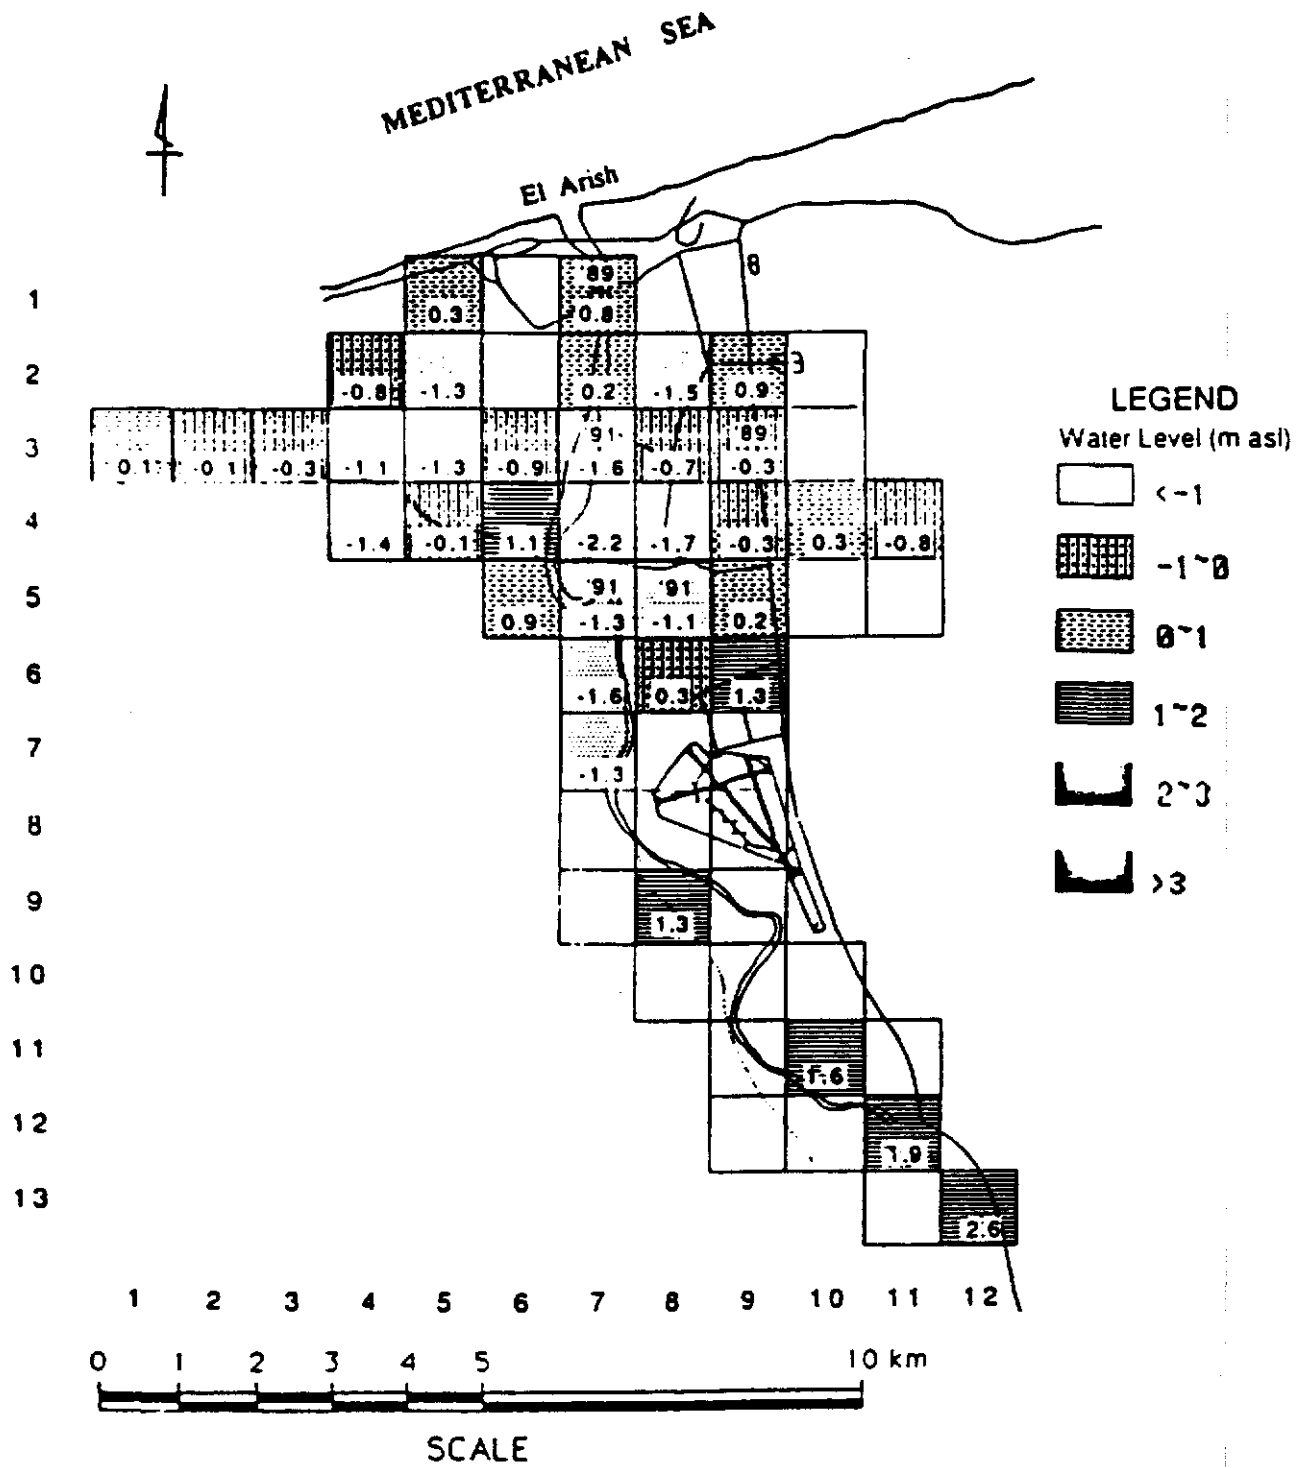 MEDITERRANEAN SEA
El Arish
8
1
'89
0.3 0.8
2
3
-0.8 -1.3 0.2 -1.5 0.9
3
'91 '89
0.1 -0.1 -0.3 -1.1 -1.3 -0.9 -1.6 -0.7 -0.3
4
-1.4 -0.1 1.1 -2.2 -1.7 -0.3 0.3 -0.8
5
'91 '91
0.9 -1.3 -1.1 0.2
6
-1.6 0.3 1.3
7
-1.3
8
9
1.3
10
11
1.6
12
1.9
13
2.6
1 2 3 4 5 6 7 8 9 10 11 12
0 1 2 3 4 5 10 km
SCALE
LEGEND
Water Level (m asl)
<-1
-1~0
0~1
1~2
2~3
>3